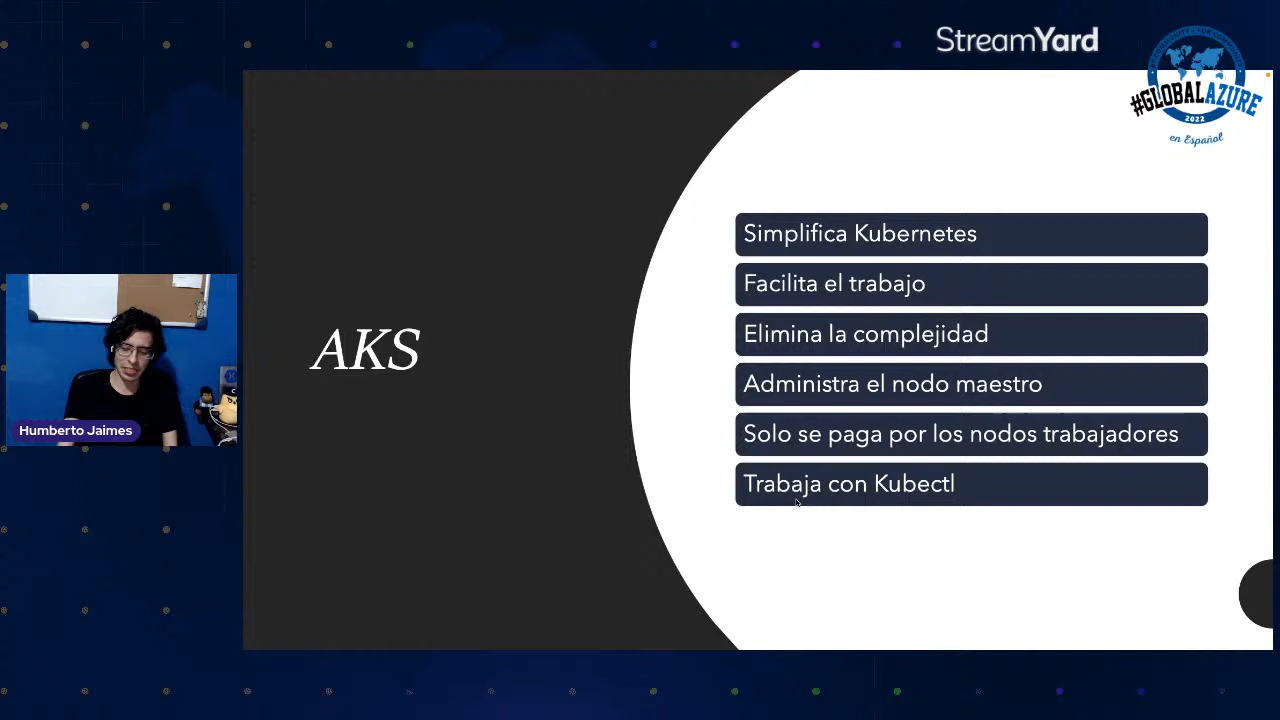 StreamYard
#GLOBALAZURE
2022
en Español
Simplifica Kubernetes
Facilita el trabajo
Elimina la complejidad
AKS
Administra el nodo maestro
Solo se paga por los nodos trabajadores
Trabaja con Kubectl
Humberto Jaimes